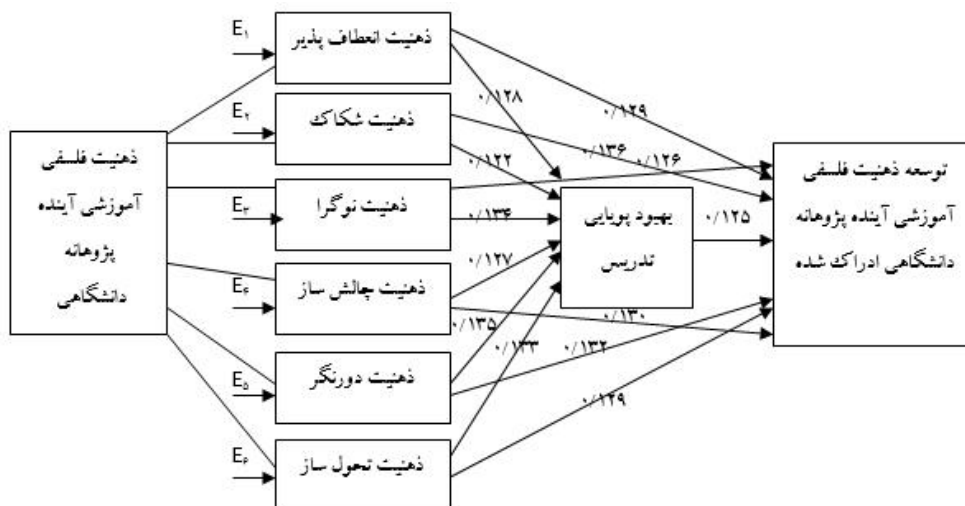 E۱
ذهنیت انعطاف پذیر
۰/۱۲۸
۰/۱۲۹
E۲
ذهنیت شکاک
۰/۱۲۲
۰/۱۳۶
۰/۱۲۶
ذهنیت فلسفی
آموزشی آینده
پژوهانه
دانشگاهی
E۳
ذهنیت نوگرا
۰/۱۳۴
بهبود پویایی
تدریس
۰/۱۲۵
توسعه ذهنیت فلسفی
آموزشی آینده پژوهانه
دانشگاهی ادراک شده
E۴
ذهنیت چالش ساز
۰/۱۲۷
۰/۱۳۵
۰/۱۳۰
۰/۱۳۳
۰/۱۳۲
E۵
ذهنیت دورنگر
۰/۱۲۹
E۶
ذهنیت تحول ساز